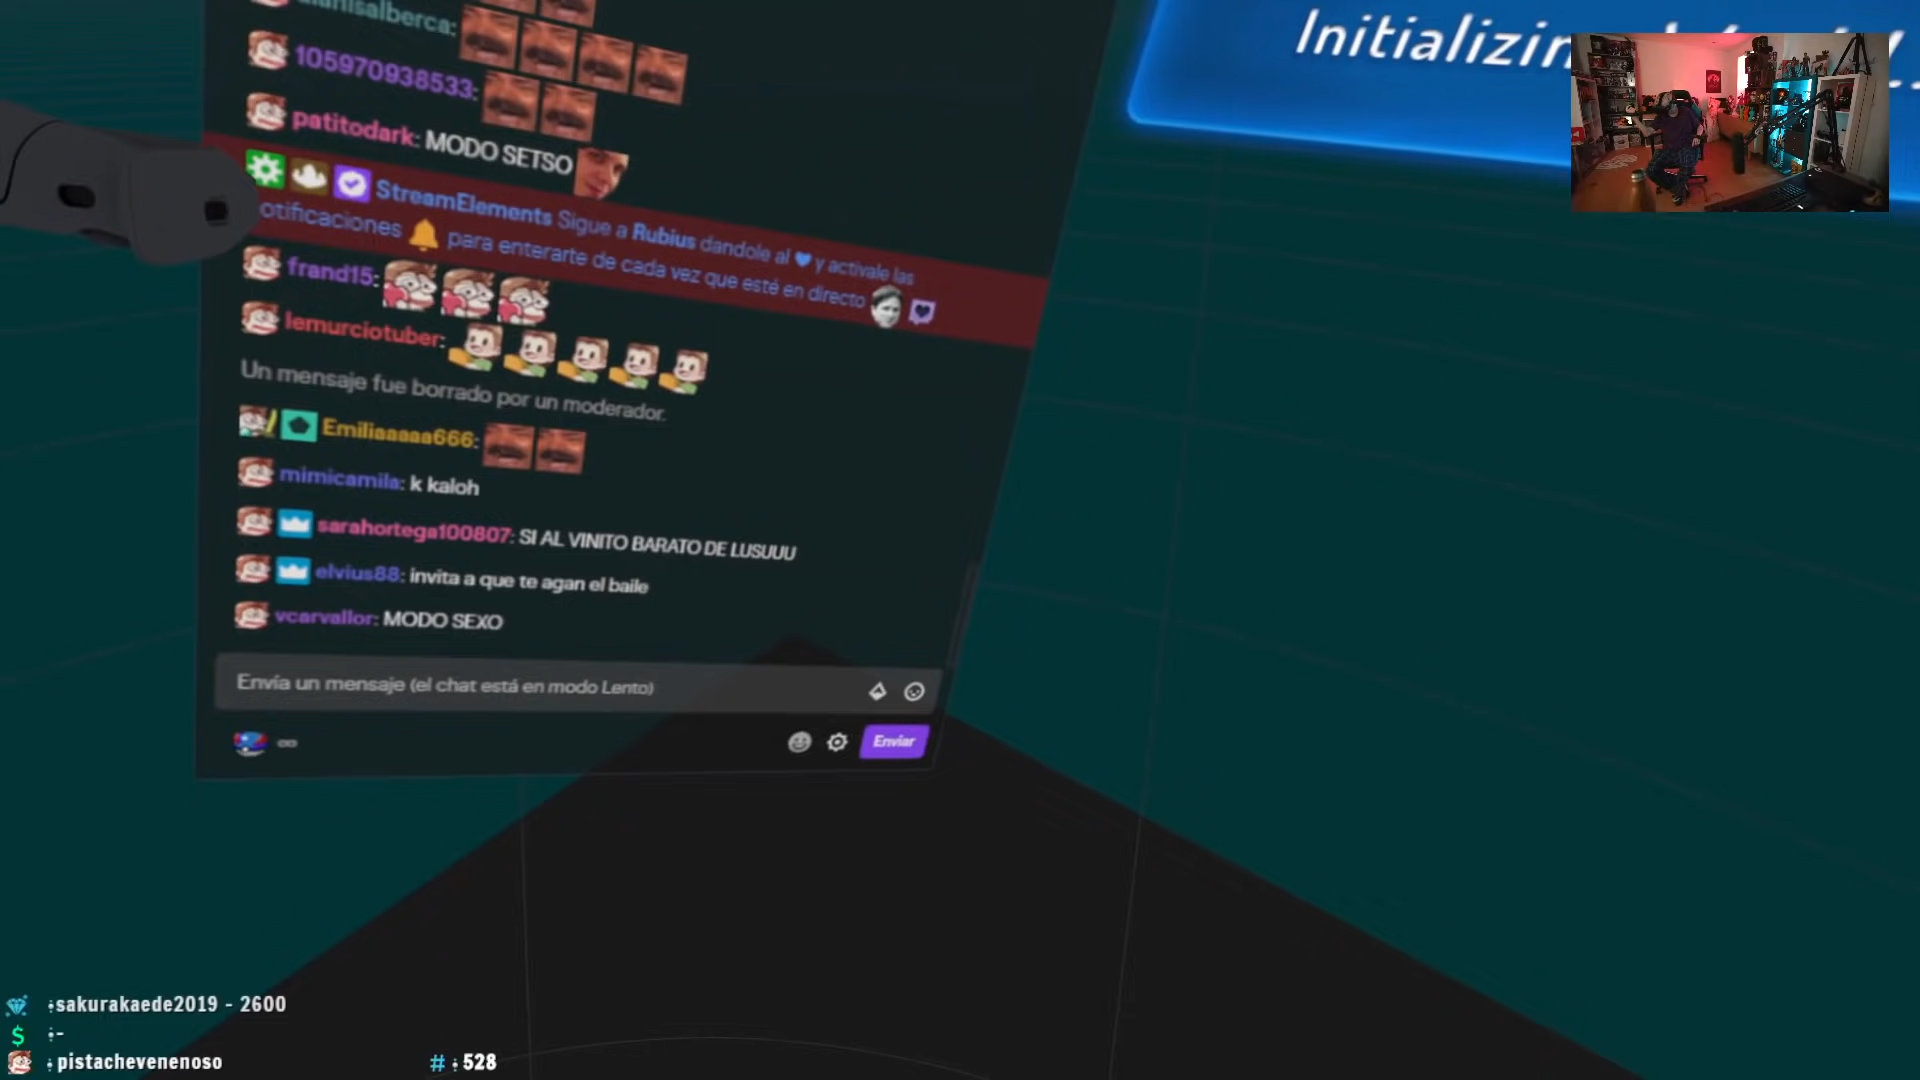 Initializin
105970938533:
patitodark: MODO SETSO
StreamElements Sigue a Rubius dandole al y activale las
otificaciones para enterarte de cada vez que esté en directo
frand15:
lemurciotuber:
Un mensaje fue borrado por un moderador.
Emiliaaaaa666:
mimicamila: k kaloh
sarahortega100807: SI AL VINITO BARATO DE LUSUUU
elvius88: invita a que te agan el baile
vcarvallor: MODO SEXO
Envía un mensaje (el chat está en modo Lento)
Enviar
:sakurakaede2019 - 2600
$ :-
:pistachevenenoso # : 528